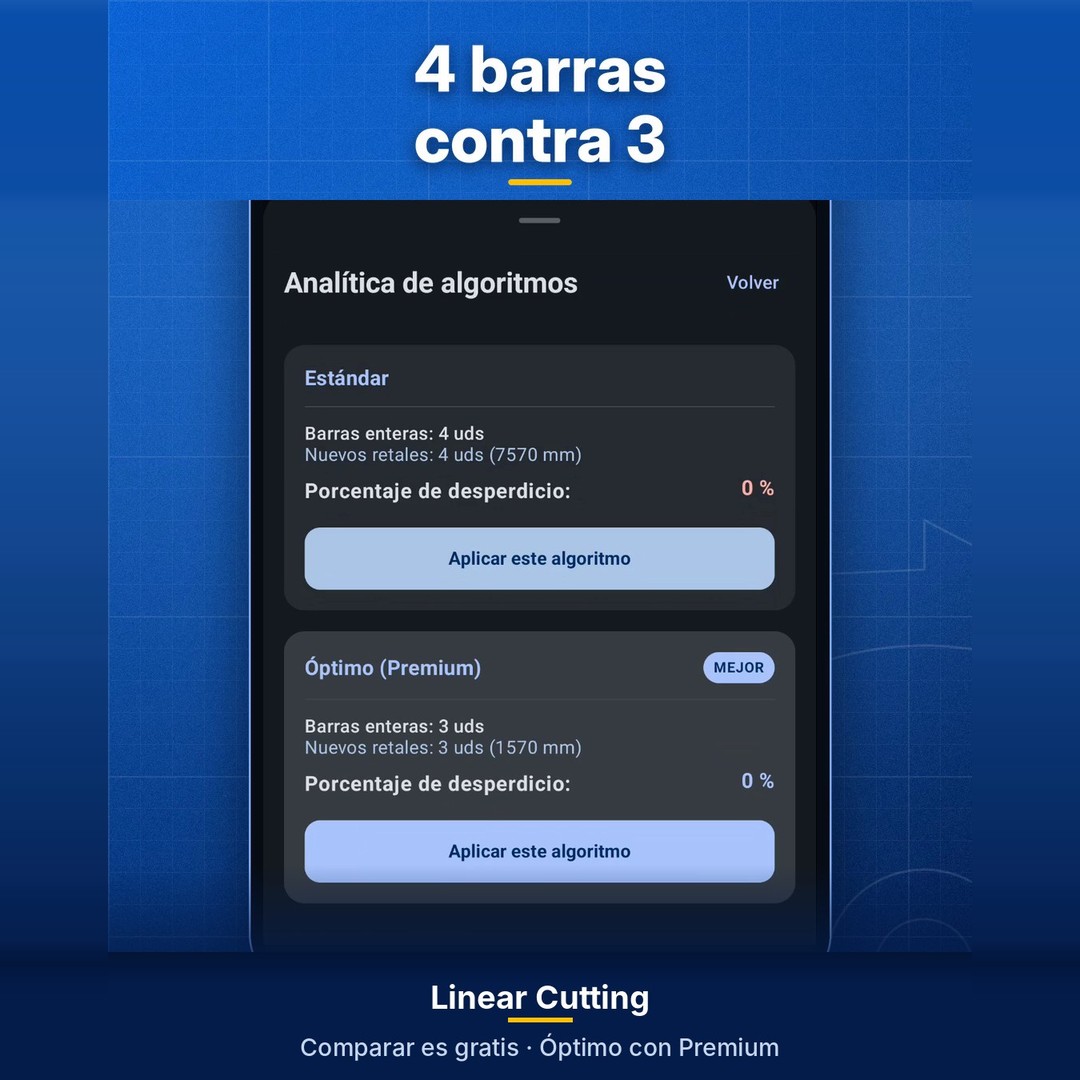 4 barras
contra 3
Analítica de algoritmos
Volver
Estándar
Barras enteras: 4 uds
Nuevos retales: 4 uds (7570 mm)
Porcentaje de desperdicio: 0 %
Aplicar este algoritmo
Óptimo (Premium)
MEJOR
Barras enteras: 3 uds
Nuevos retales: 3 uds (1570 mm)
Porcentaje de desperdicio: 0 %
Aplicar este algoritmo
Linear Cutting
Comparar es gratis · Óptimo con Premium